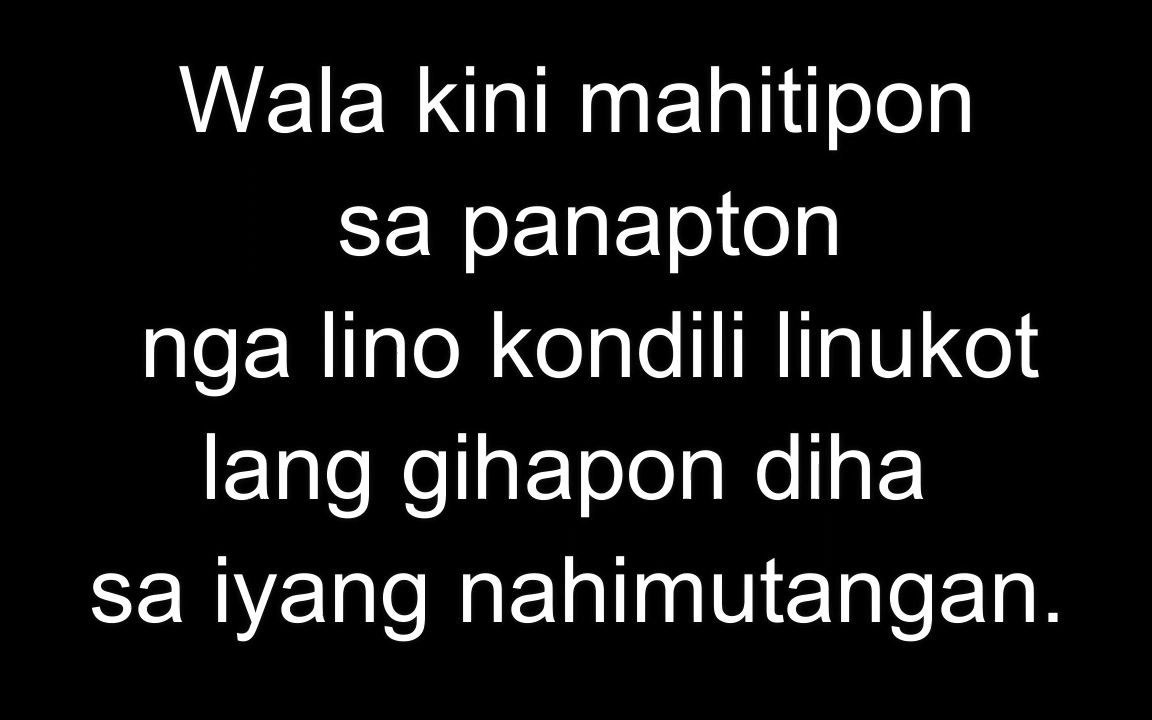 Wala kini mahitipon
sa panapton
nga lino kondili linukot
lang gihapon diha
sa iyang nahimutangan.